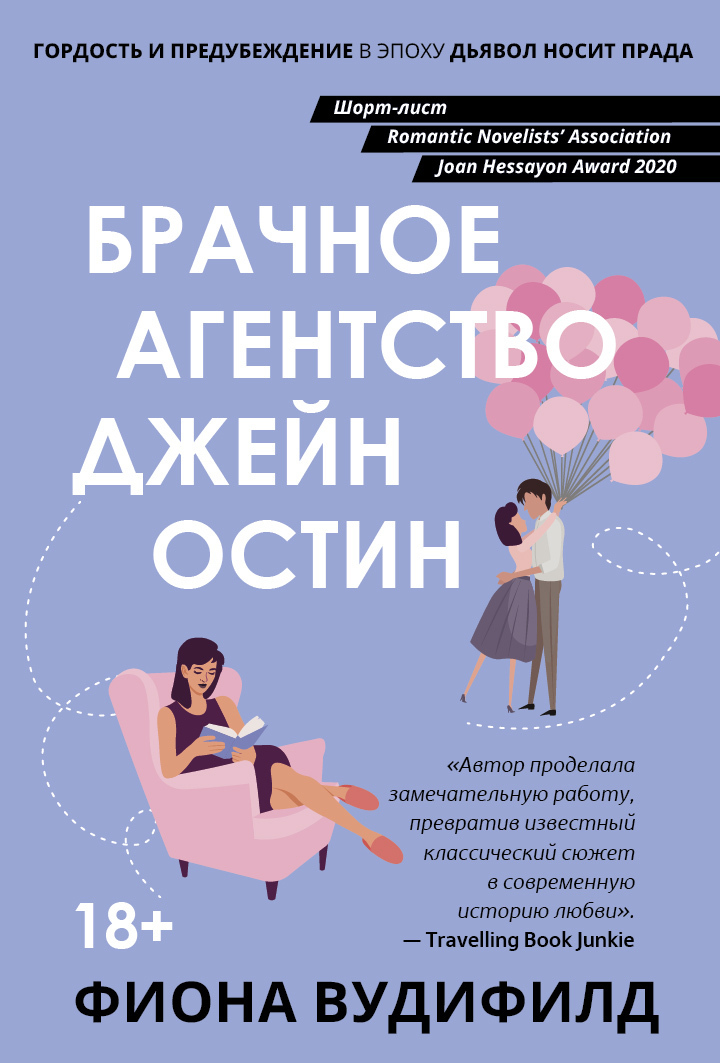 ГОРДОСТЬ И ПРЕДУБЕЖДЕНИЕ В ЭПОХУ ДЬЯВОЛ НОСИТ ПРАДА
Шорт-лист
Romantic Novelists’ Association
Joan Hessayon Award 2020
БРАЧНОЕ
АГЕНТСТВО
ДЖЕЙН
ОСТИН
«Автор проделала
замечательную работу,
превратив известный
классический сюжет
в современную
историю любви».
— Travelling Book Junkie
18+
ФИОНА ВУДИФИЛД